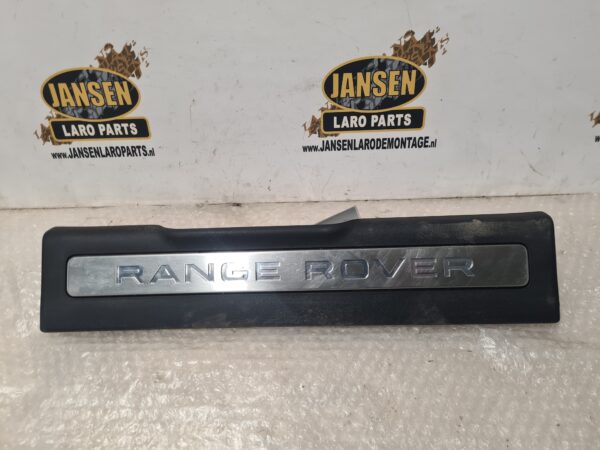 JANSEN
LARO PARTS
WWW.JANSENLAROPARTS.nl
JANSEN
LARO PARTS
WWW.JANSENLARODEMONTAGE.nl
RANGE ROVER